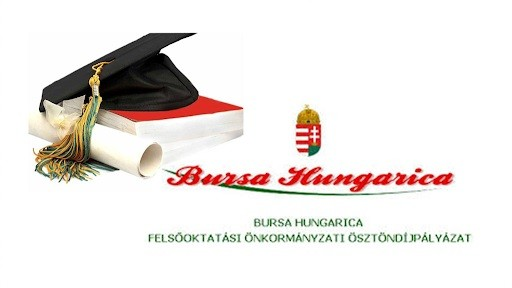 Bursa Hungarica
BURSA HUNGARICA
FELSŐOKTATÁSI ÖNKORMÁNYZATI ÖSZTÖNDÍJPÁLYÁZAT